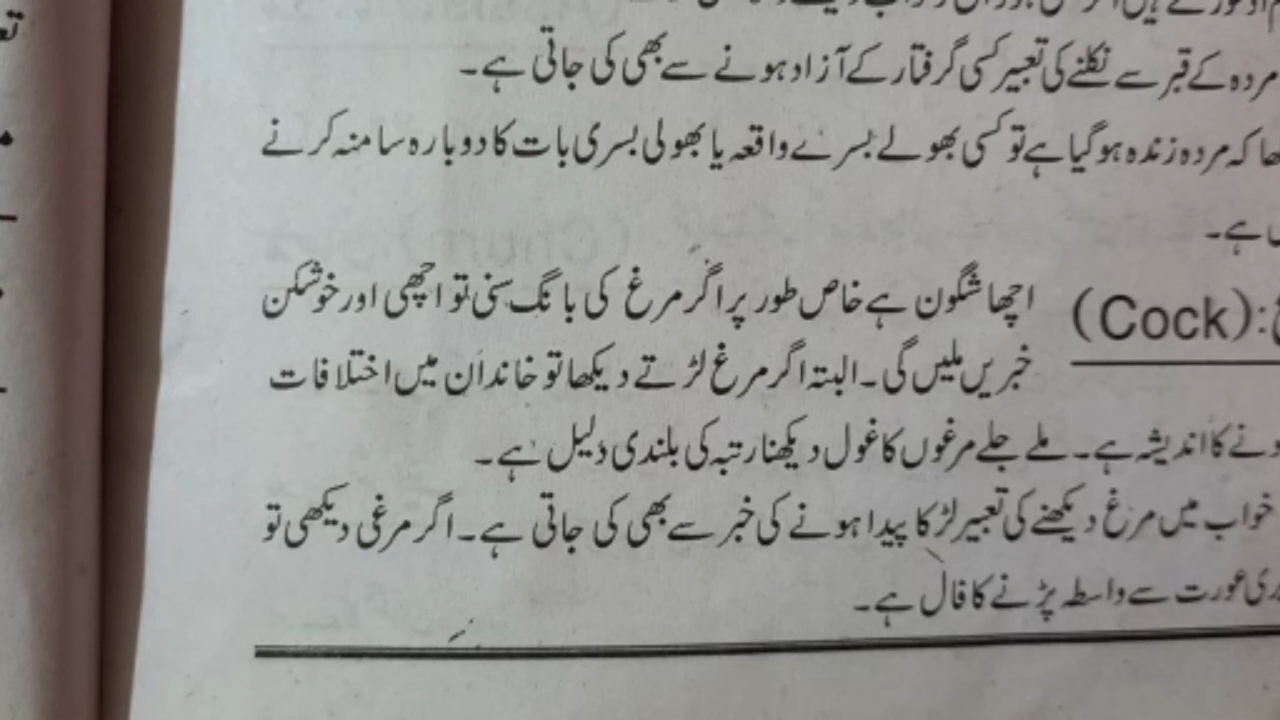 مردہ کے قبر سے نکلنے کی تعبیر کسی گرفتار کے آزاد ہونے سے بھی کی جاتی ہے۔
کہ مردہ زندہ ہو گیا ہے تو کسی بھولے بسرے واقعہ یا بھولی بسری بات کا دوبارہ سامنہ کرنے
ہے۔
(Cock): اچھا شگون ہے خاص طور پر اگر مرغ کی بانگ سنی تو اچھی اور خوشکن
خبریں ملیں گی۔ البتہ اگر مرغ لڑتے دیکھا تو خاندان میں اختلافات
کا اندیشہ ہے۔ ملے جلے مرغوں کا غول دیکھنا رتبہ کی بلندی دلیل ہے۔
خواب میں مرغ دیکھنے کی تعبیر لڑکا پیدا ہونے کی خبر سے بھی کی جاتی ہے۔ اگر مرغی دیکھی تو
عورت سے واسطہ پڑنے کا فال ہے۔